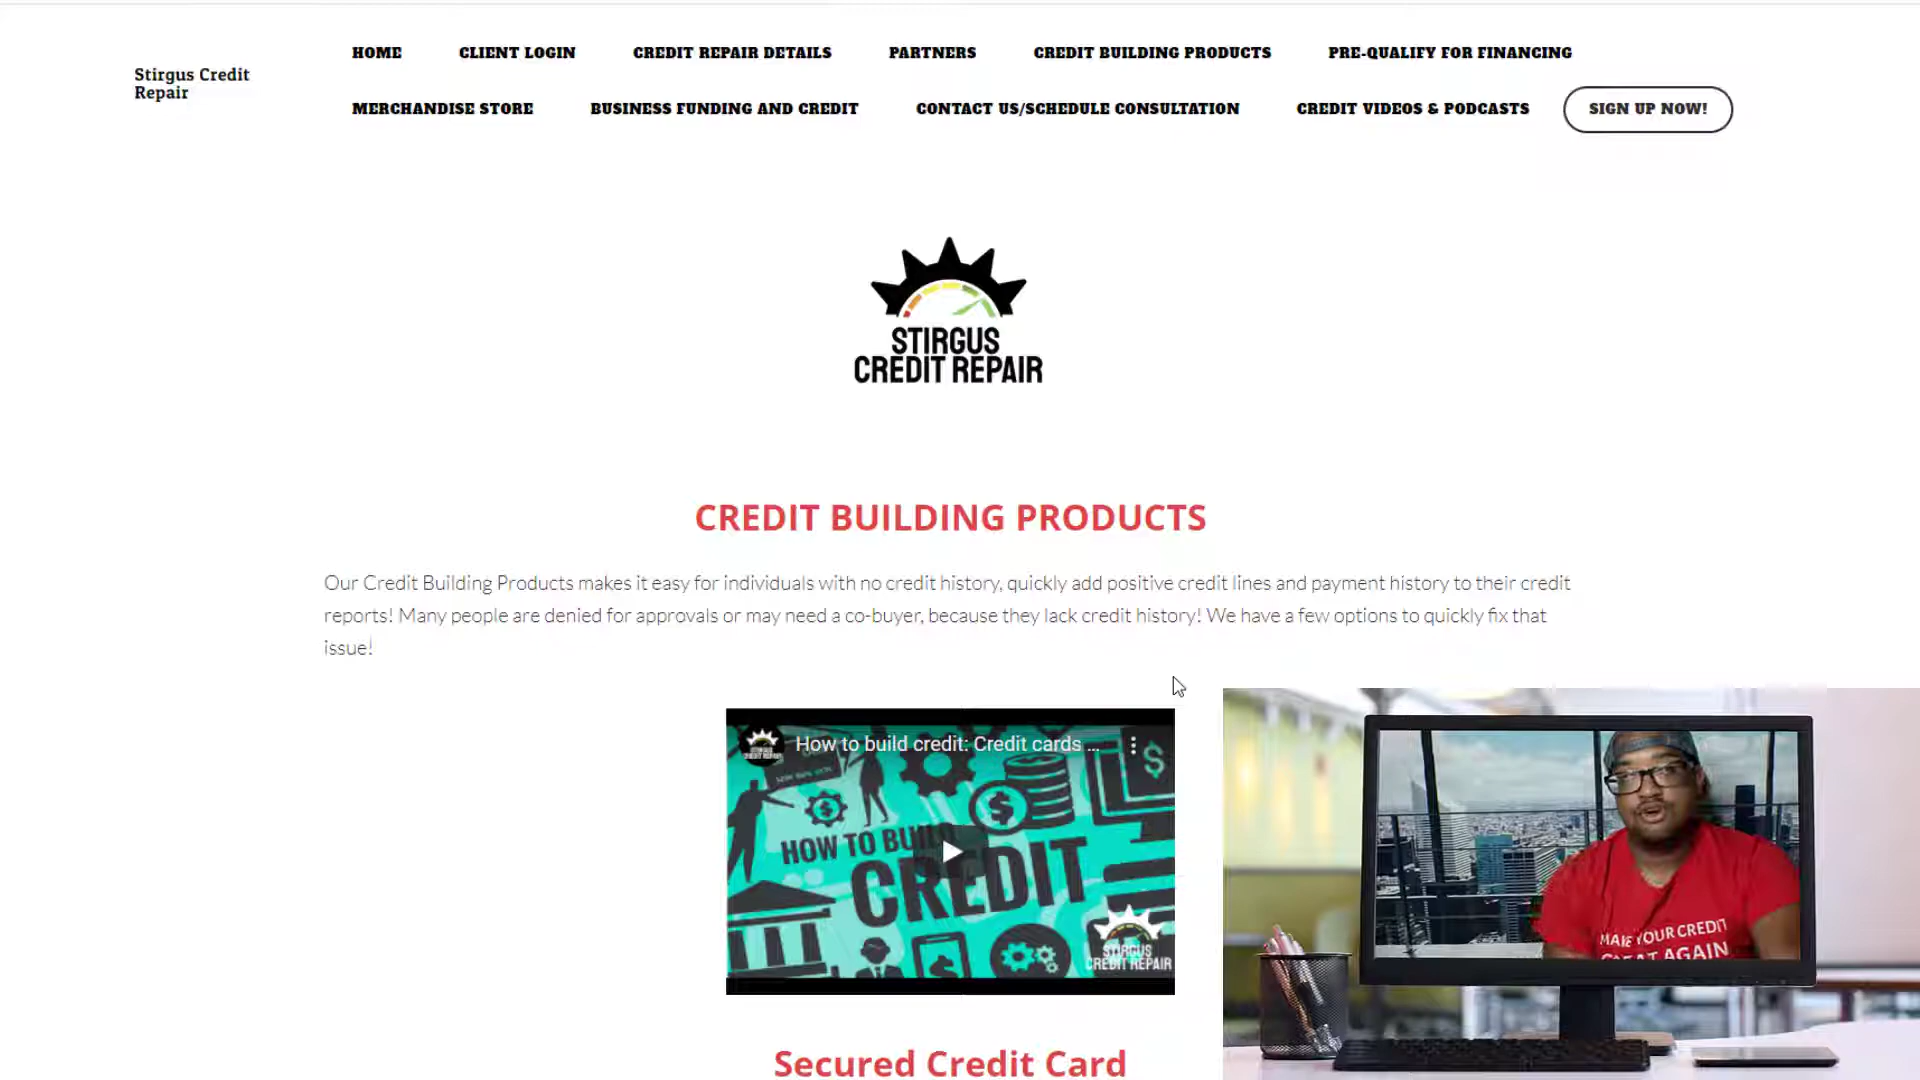 HOME
CLIENT LOGIN
CREDIT REPAIR DETAILS
PARTNERS
CREDIT BUILDING PRODUCTS
PRE-QUALIFY FOR FINANCING
Stirgus Credit
Repair
MERCHANDISE STORE
BUSINESS FUNDING AND CREDIT
CONTACT US/SCHEDULE CONSULTATION
CREDIT VIDEOS & PODCASTS
SIGN UP NOW!
STIRGUS
CREDIT REPAIR
CREDIT BUILDING PRODUCTS
Our Credit Building Products makes it easy for individuals with no credit history, quickly add positive credit lines and payment history to their credit
reports! Many people are denied for approvals or may need a co-buyer, because they lack credit history! We have a few options to quickly fix that
issue!
How to build credit: Credit cards ...
HOW TO BUILD
CREDIT
STIRGUS
CREDIT REPAIR
MAKE YOUR CREDIT
GREAT AGAIN
Secured Credit Card